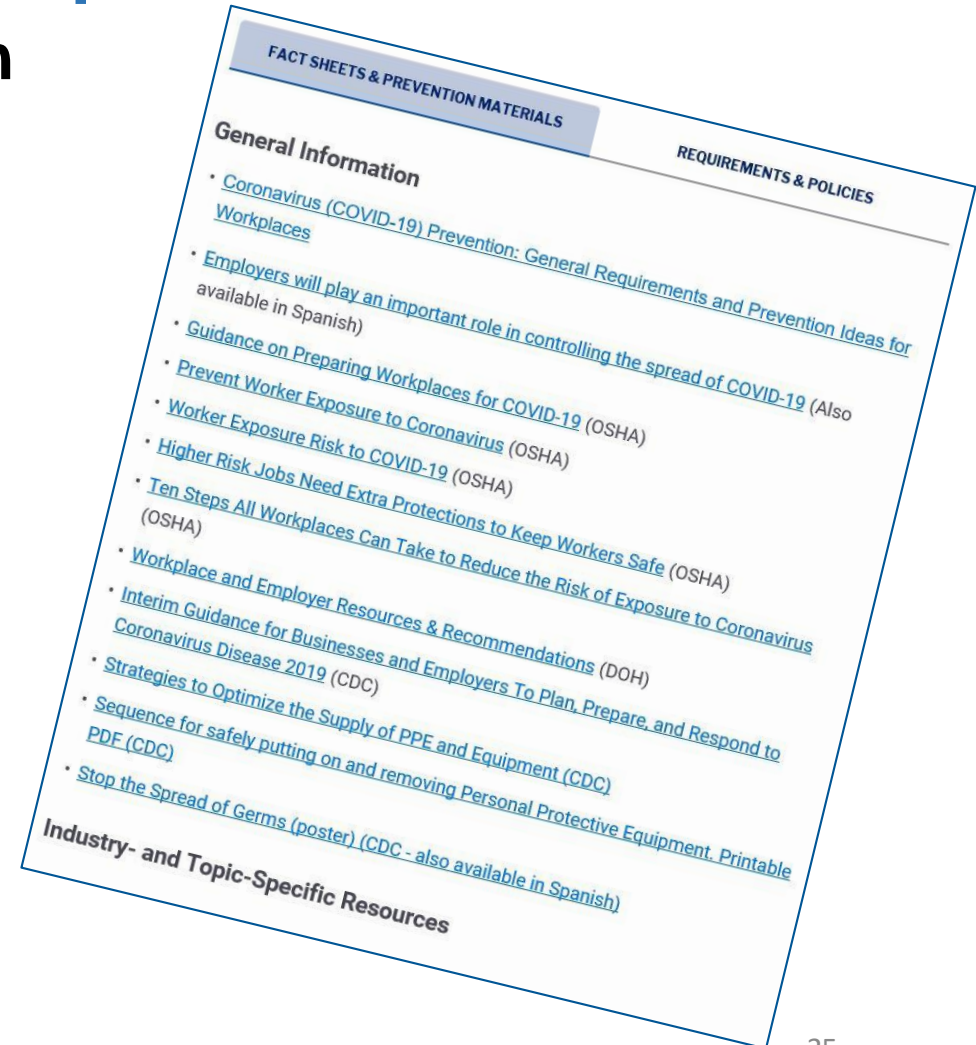 FACT SHEETS & PREVENTION MATERIALS
REQUIREMENTS & POLICIES
General Information
• Coronavirus (COVID-19) Prevention: General Requirements and Prevention Ideas for
Workplaces
• Employers will play an important role in controlling the spread of COVID-19 (Also
available in Spanish)
• Guidance on Preparing Workplaces for COVID-19 (OSHA)
• Prevent Worker Exposure to Coronavirus (OSHA)
• Worker Exposure Risk to COVID-19 (OSHA)
• Higher Risk Jobs Need Extra Protections to Keep Workers Safe (OSHA)
• Ten Steps All Workplaces Can Take to Reduce the Risk of Exposure to Coronavirus
(OSHA)
• Workplace and Employer Resources & Recommendations (DOH)
• Interim Guidance for Businesses and Employers To Plan, Prepare, and Respond to
Coronavirus Disease 2019 (CDC)
• Strategies to Optimize the Supply of PPE and Equipment (CDC)
• Sequence for safely putting on and removing Personal Protective Equipment. Printable
PDF (CDC)
• Stop the Spread of Germs (poster) (CDC - also available in Spanish)
Industry- and Topic-Specific Resources